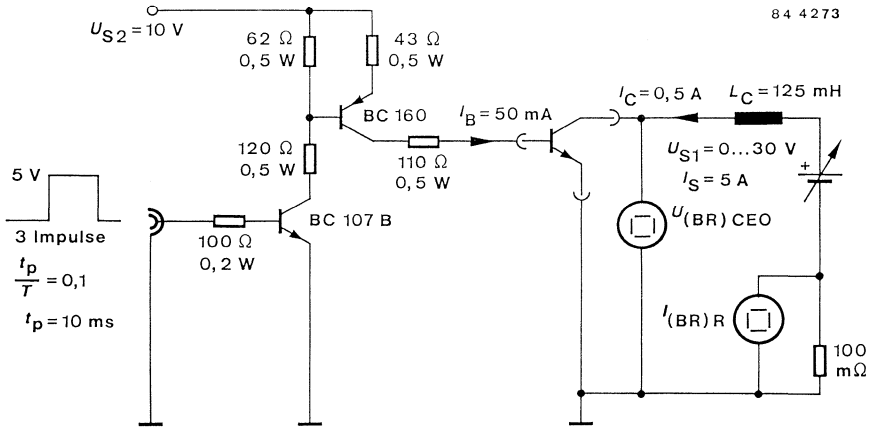 84 4273
U_S2 = 10 V
62 Ω
0,5 W
43 Ω
0,5 W
BC 160
I_B = 50 mA
I_C = 0,5 A
L_C = 125 mH
120 Ω
0,5 W
110 Ω
0,5 W
U_S1 = 0...30 V
I_S = 5 A
+
5 V
3 Impulse
t_p/T = 0,1
t_p = 10 ms
100 Ω
0,2 W
BC 107 B
U_(BR) CEO
I_(BR) R
100
mΩ